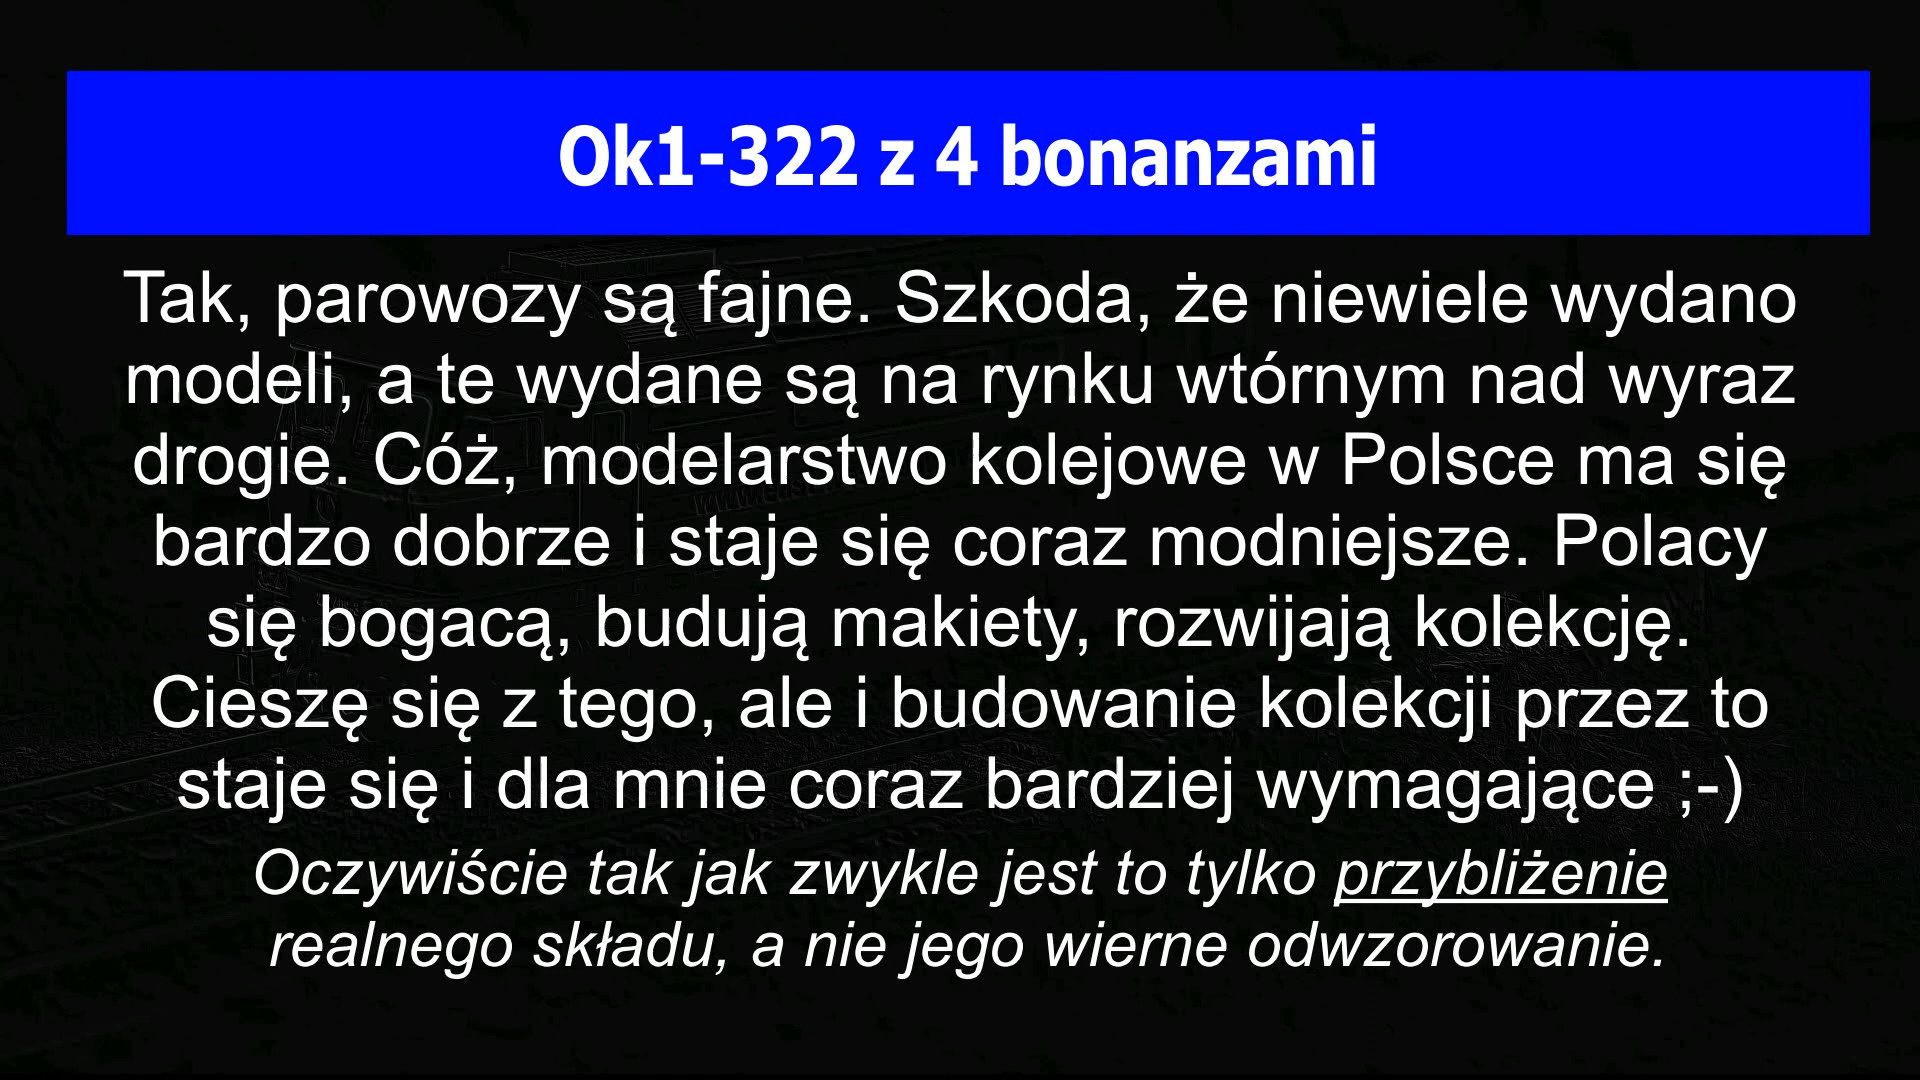 Ok1-322 z 4 bonanzami
Tak, parowozy są fajne. Szkoda, że niewiele wydano
modeli, a te wydane są na rynku wtórnym nad wyraz
drogie. Cóż, modelarstwo kolejowe w Polsce ma się
bardzo dobrze i staje się coraz modniejsze. Polacy
się bogacą, budują makiety, rozwijają kolekcję.
Cieszę się z tego, ale i budowanie kolekcji przez to
staje się i dla mnie coraz bardziej wymagające ;-)
Oczywiście tak jak zwykle jest to tylko przybliżenie
realnego składu, a nie jego wierne odwzorowanie.